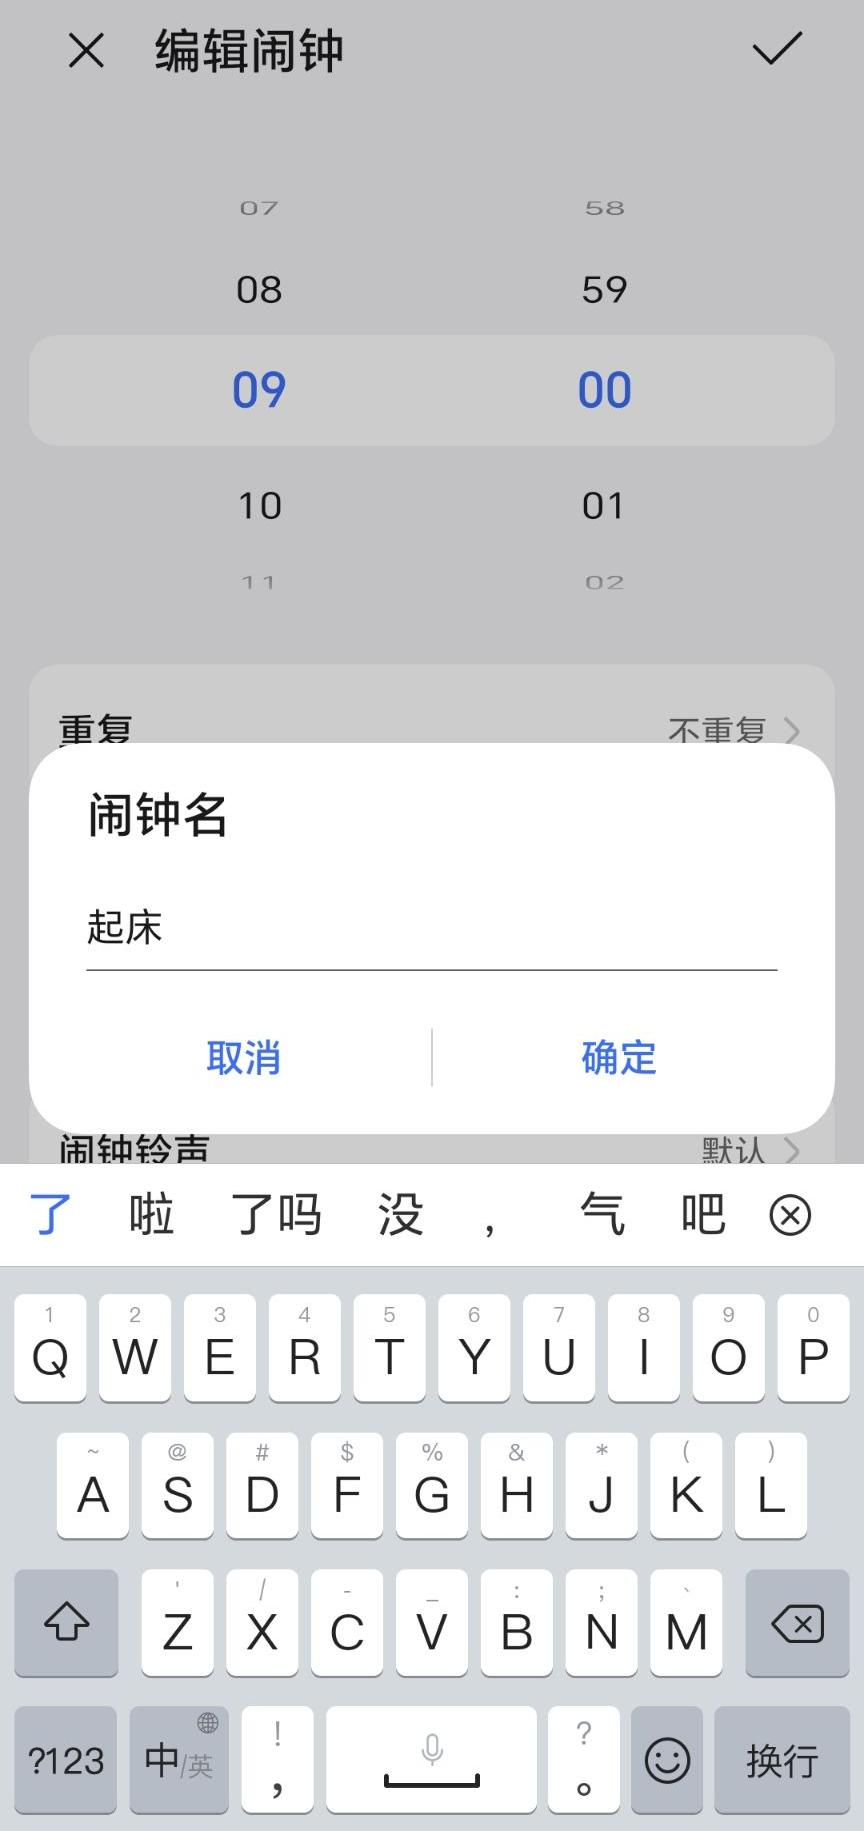 编辑闹钟
07 58
08 59
09 00
10 01
11 02
重复 不重复
闹钟名
起床
取消 确定
闹钟铃声 默认
了 啦 了吗 没 , 气 吧
1 2 3 4 5 6 7 8 9 0
Q W E R T Y U I O P
~ @ # $ % & * ( )
A S D F G H J K L
' / - _ : ; 、
Z X C V B N M
! ?
?123 中/英 , 。 换行